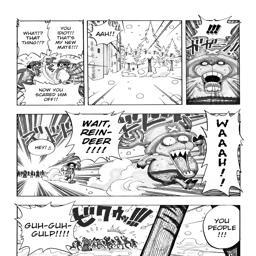 YOU
IDIOT!!
THAT'S
MY NEW
MATE!!!
WHAT!?
THAT
THING!??
NOW YOU
SCARED HIM
OFF!!
AAH!!
!!!
WAIT,
REIN-
DEER
!!!!
HEY!
WAAAH!!
GUH-GUH-
GULP!!!!
YOU
PEOPLE
!!!